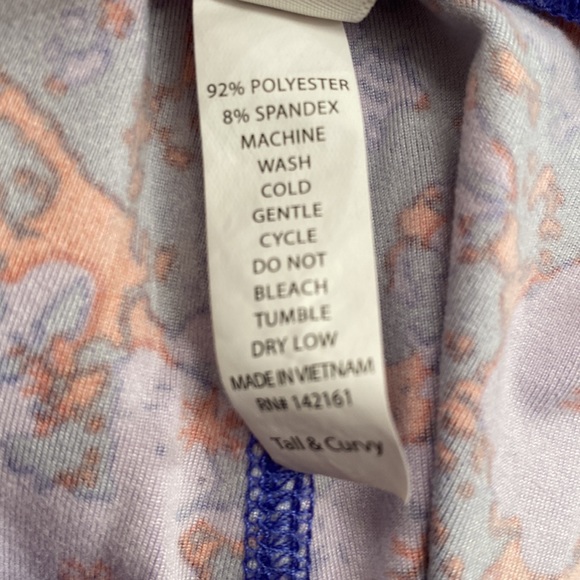 92% POLYESTER
8% SPANDEX
MACHINE
WASH
COLD
GENTLE
CYCLE
DO NOT
BLEACH
TUMBLE
DRY LOW
MADE IN VIETNAM
RN# 142161
Tall & Curvy